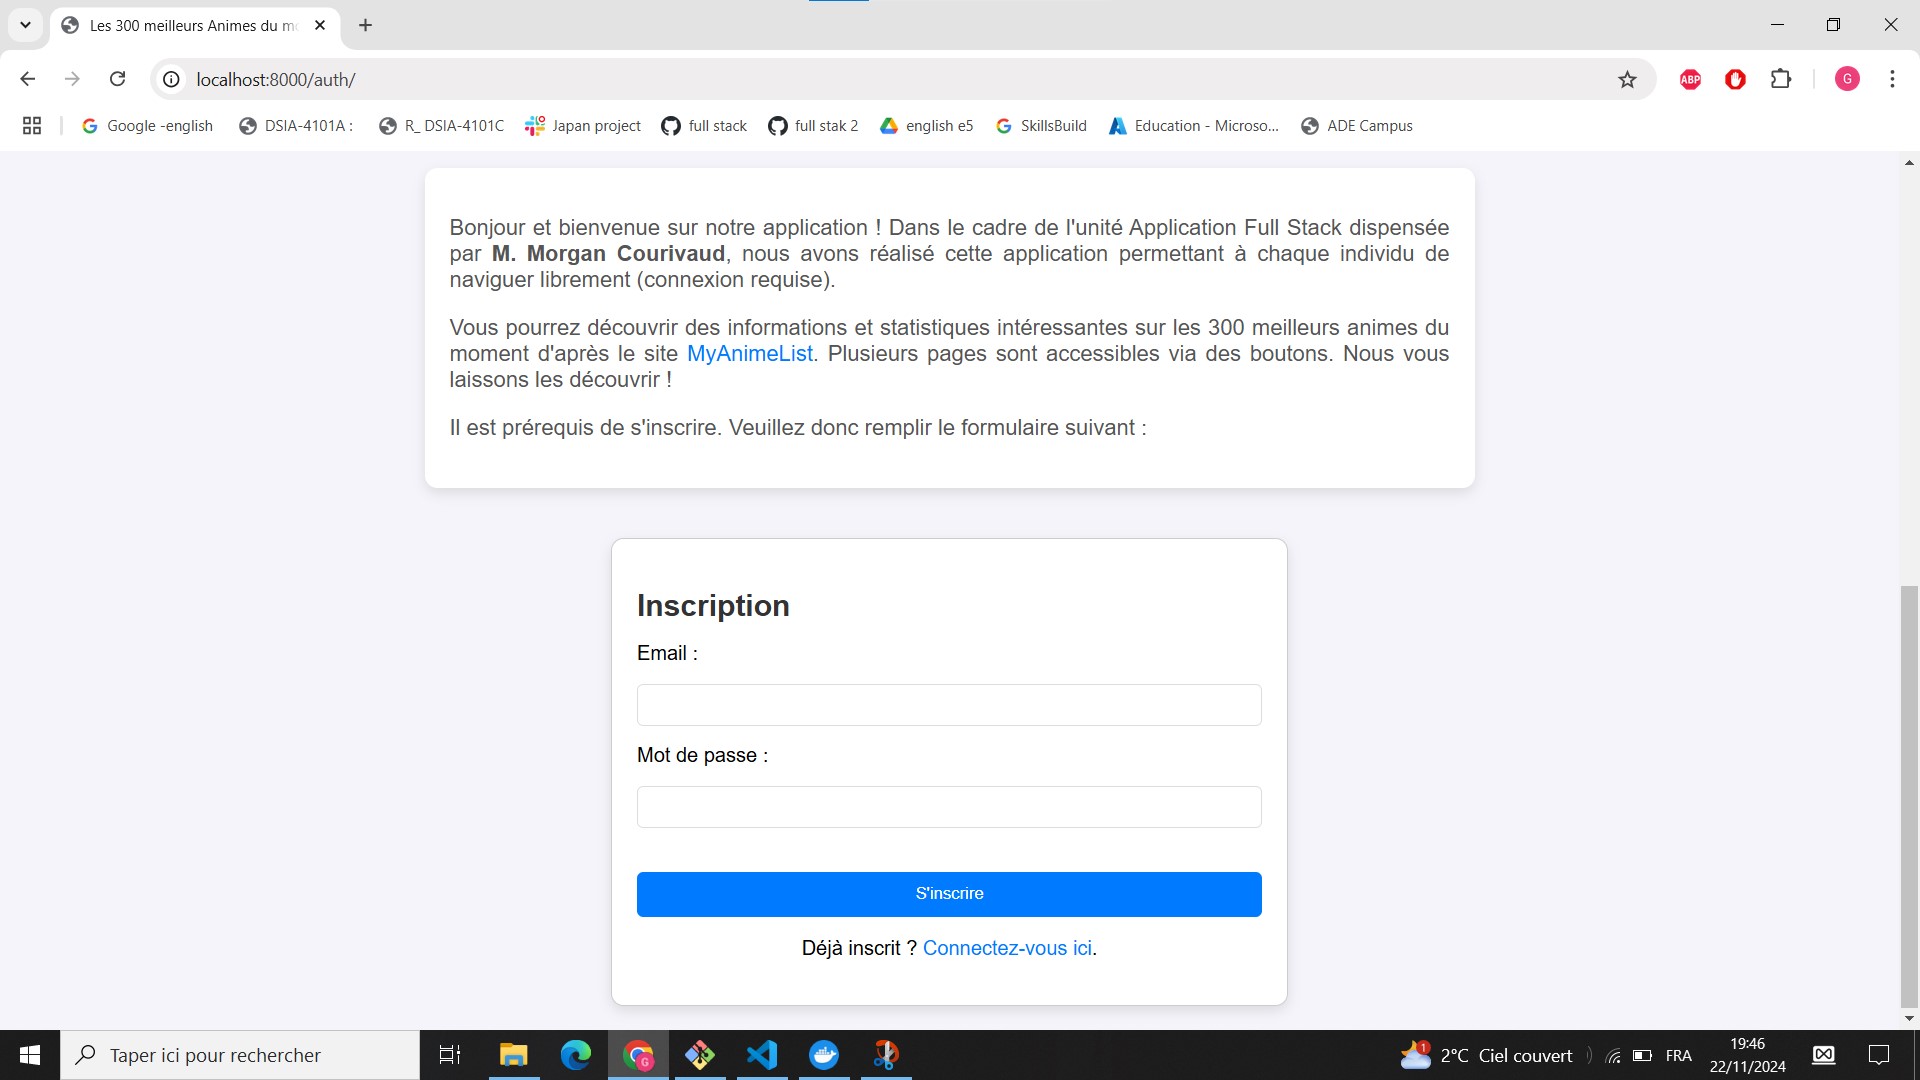 Les 300 meilleurs Animes du m
localhost:8000/auth/
ABP
G
Google -english
DSIA-4101A :
R_ DSIA-4101C
Japan project
full stack
full stak 2
english e5
SkillsBuild
Education - Microso...
ADE Campus
Bonjour et bienvenue sur notre application ! Dans le cadre de l'unité Application Full Stack dispensée
par M. Morgan Courivaud, nous avons réalisé cette application permettant à chaque individu de
naviguer librement (connexion requise).
Vous pourrez découvrir des informations et statistiques intéressantes sur les 300 meilleurs animes du
moment d'après le site MyAnimeList. Plusieurs pages sont accessibles via des boutons. Nous vous
laissons les découvrir !
Il est prérequis de s'inscrire. Veuillez donc remplir le formulaire suivant :
Inscription
Email :
Mot de passe :
S'inscrire
Déjà inscrit ? Connectez-vous ici.
Taper ici pour rechercher
G
1
2°C Ciel couvert
FRA
19:46
22/11/2024